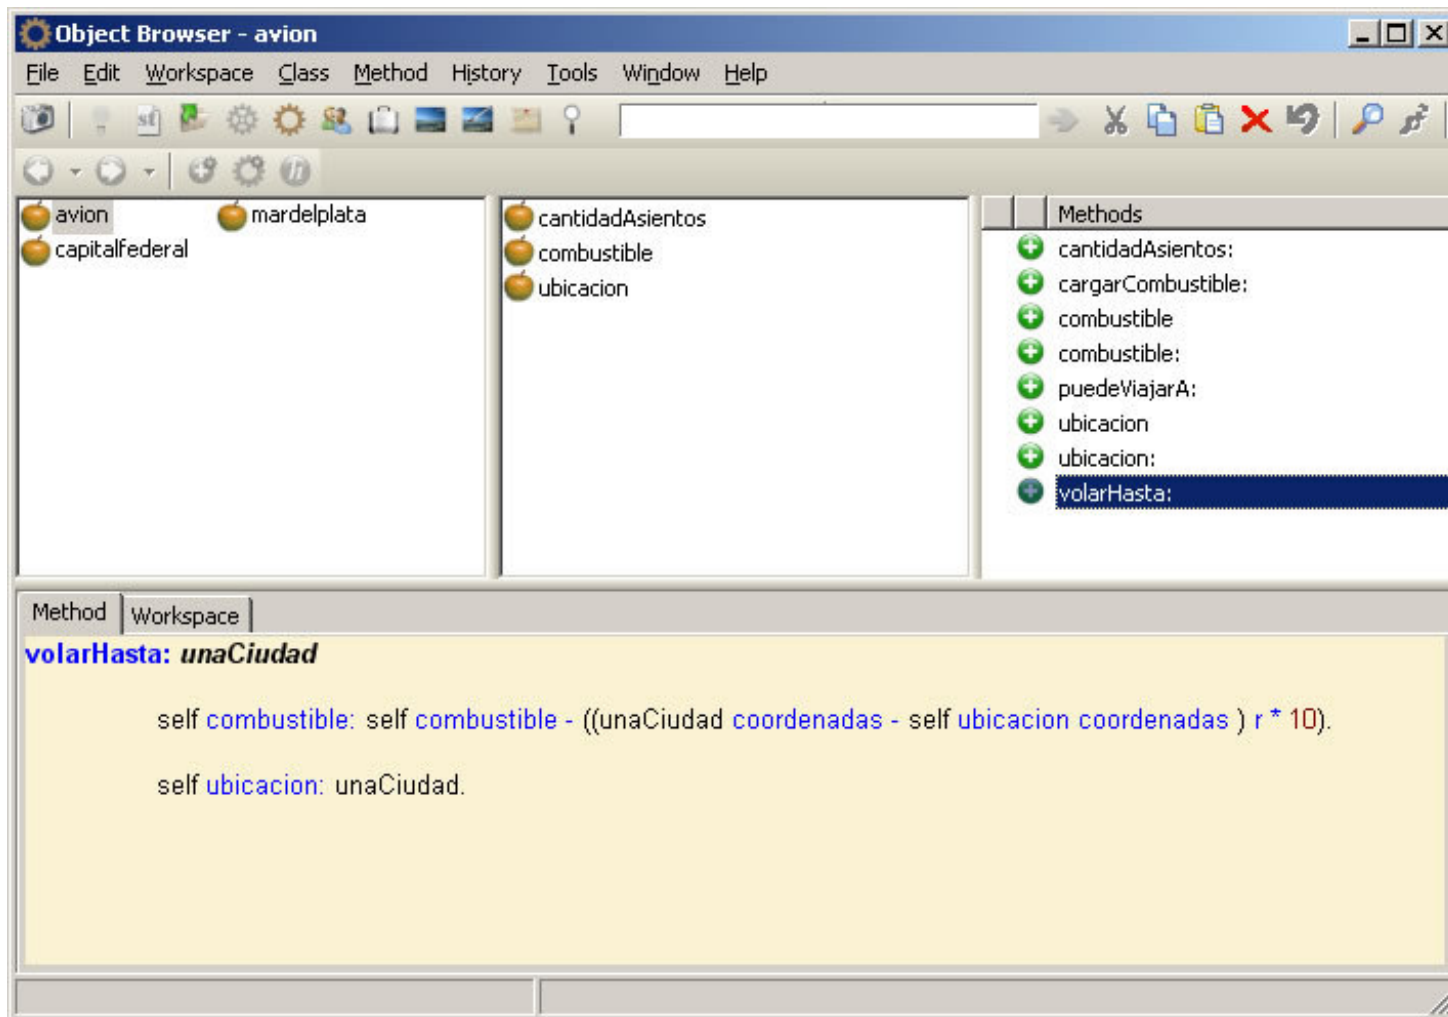 Object Browser - avion
File Edit Workspace Class Method History Tools Window Help
st
avion
mardelplata
capitalfederal
cantidadAsientos
combustible
ubicacion
Methods
cantidadAsientos:
cargarCombustible:
combustible
combustible:
puedeViajarA:
ubicacion
ubicacion:
volarHasta:
Method Workspace
volarHasta: unaCiudad
self combustible: self combustible - ((unaCiudad coordenadas - self ubicacion coordenadas ) r * 10).
self ubicacion: unaCiudad.